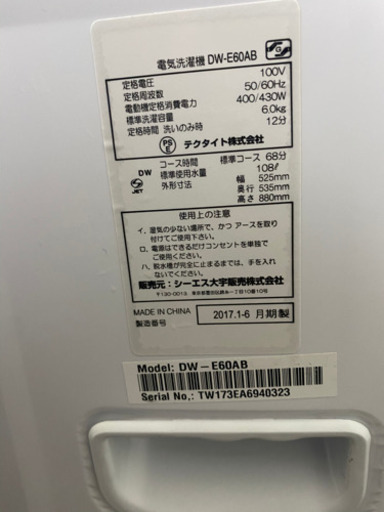 電気洗濯機 DW-E60AB
定格電圧 100V
定格周波数 50/60Hz
電動機定格消費電力 400/430W
標準洗濯容量 6.0kg
定格時間 洗いのみ時 12分
PS
E
テクタイト株式会社
DW
JET
コース時間 標準コース 68分
標準使用水量 108ℓ
外形寸法 幅 525mm
奥行 535mm
高さ 880mm
使用上の注意
イ、湿気の少ない場所で、かつ アースを取り
付けてご使用下さい。
ロ、電源はできるだけコンセントを単独で
ご使用ください。
ハ、脱水槽が完全に止まるまでは、手を入れ
ないでください。
販売元：シーエス大宇販売株式会社
MADE IN CHINA
製造番号
2017.1-6 月期製
Model: DW－E60AB
Serial No,: TW173EA6940323